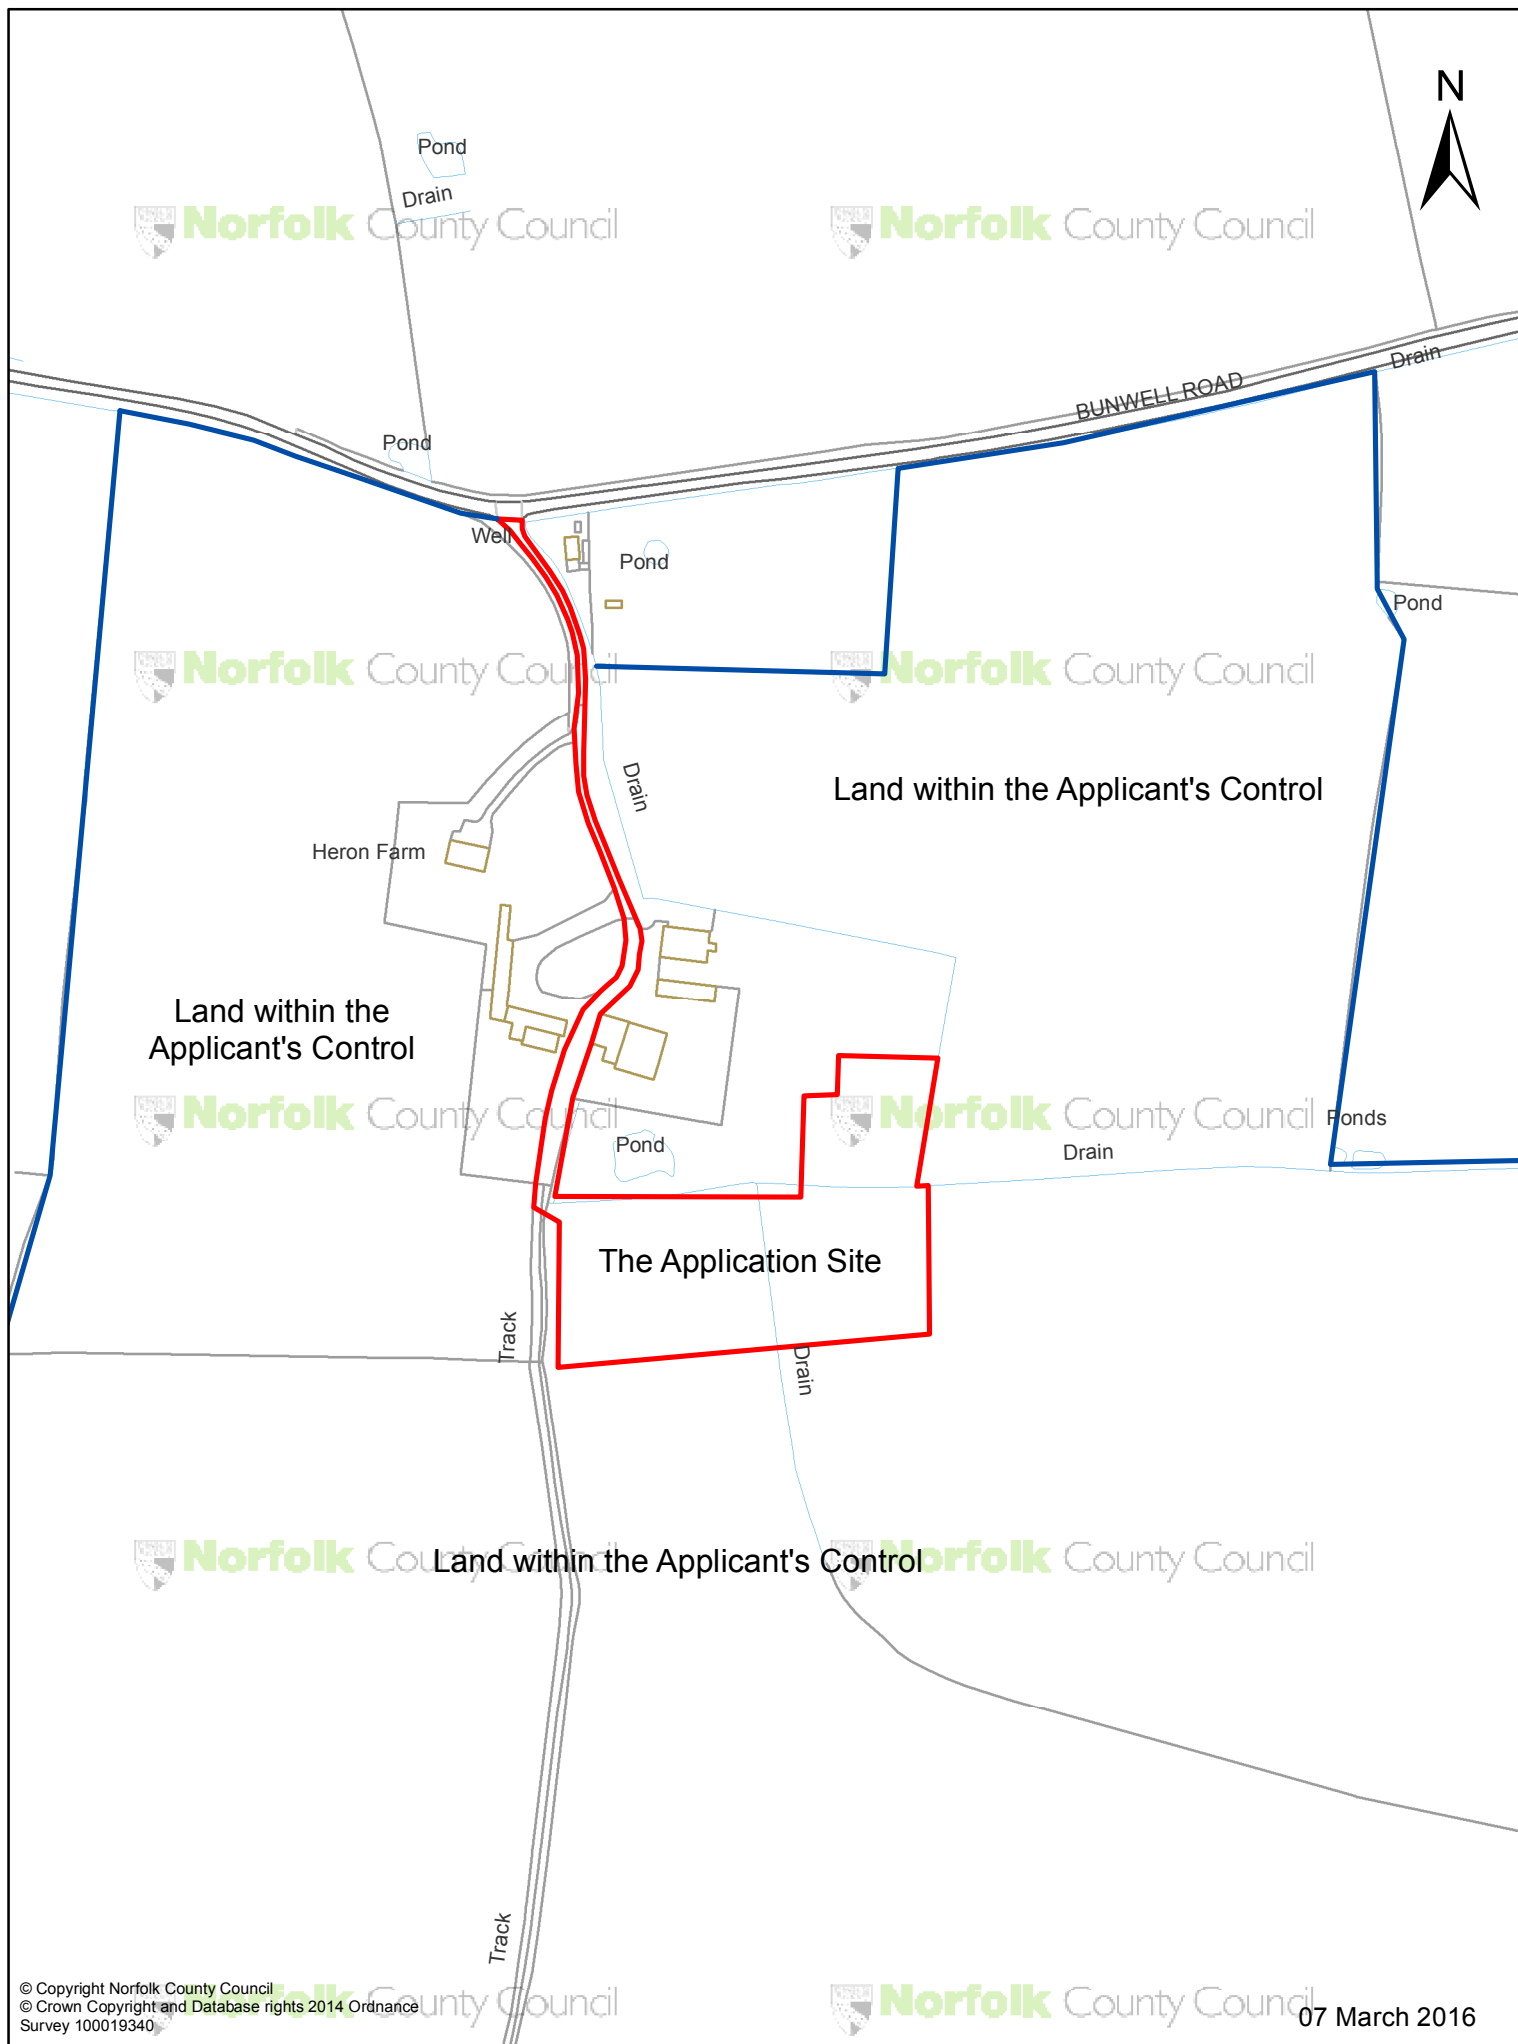 N
Pond
Drain
Norfolk County Council
Norfolk County Council
Drain
BUNWELL ROAD
Pond
Well
Pond
Pond
Norfolk County Council
Norfolk County Council
Drain
Land within the Applicant's Control
Heron Farm
Land within the
Applicant's Control
Norfolk County Council
Norfolk County Council
Ponds
Pond
Drain
The Application Site
Track
Drain
Norfolk County Council
Norfolk County Council
Land within the Applicant's Control
Track
Norfolk County Council
Norfolk County Council
© Copyright Norfolk County Council
© Crown Copyright and Database rights 2014 Ordnance
Survey 100019340
07 March 2016